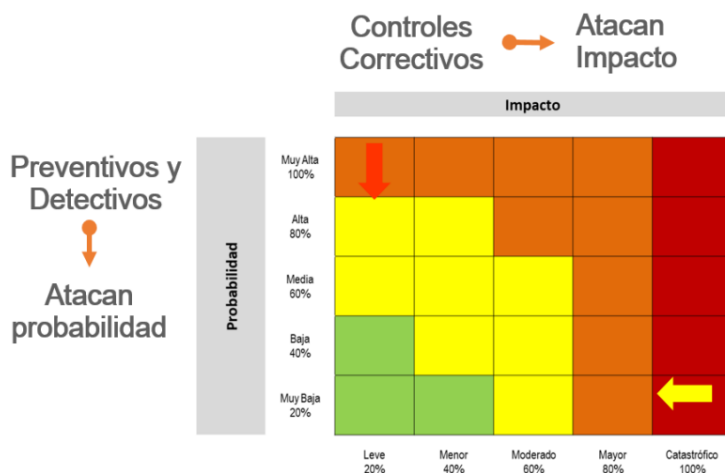 Controles
Correctivos
Atacan
Impacto
Impacto
Preventivos y
Detectivos
Atacan
probabilidad
Probabilidad
Muy Alta
100%
Alta
80%
Media
60%
Baja
40%
Muy Baja
20%
Leve
20%
Menor
40%
Moderado
60%
Mayor
80%
Catastrófico
100%